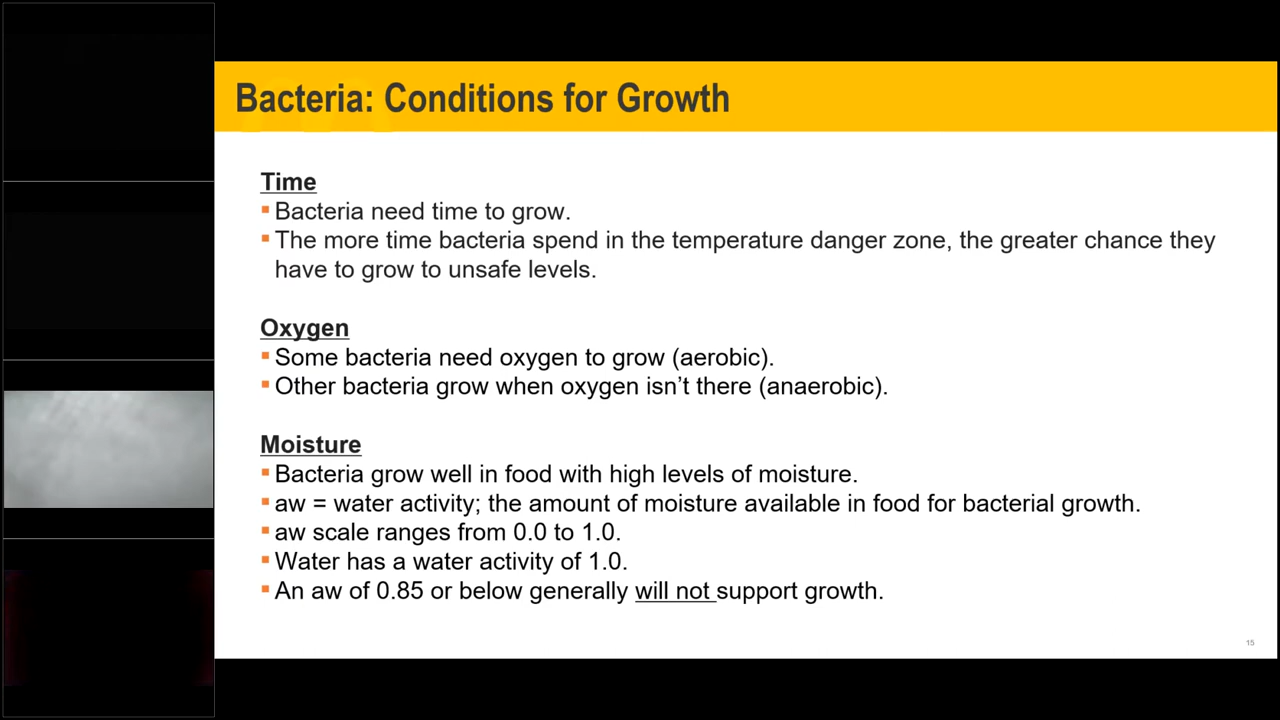 Bacteria: Conditions for Growth
Time
▪ Bacteria need time to grow.
▪ The more time bacteria spend in the temperature danger zone, the greater chance they
have to grow to unsafe levels.
Oxygen
▪ Some bacteria need oxygen to grow (aerobic).
▪ Other bacteria grow when oxygen isn’t there (anaerobic).
Moisture
▪ Bacteria grow well in food with high levels of moisture.
▪ aw = water activity; the amount of moisture available in food for bacterial growth.
▪ aw scale ranges from 0.0 to 1.0.
▪ Water has a water activity of 1.0.
▪ An aw of 0.85 or below generally will not support growth.
15